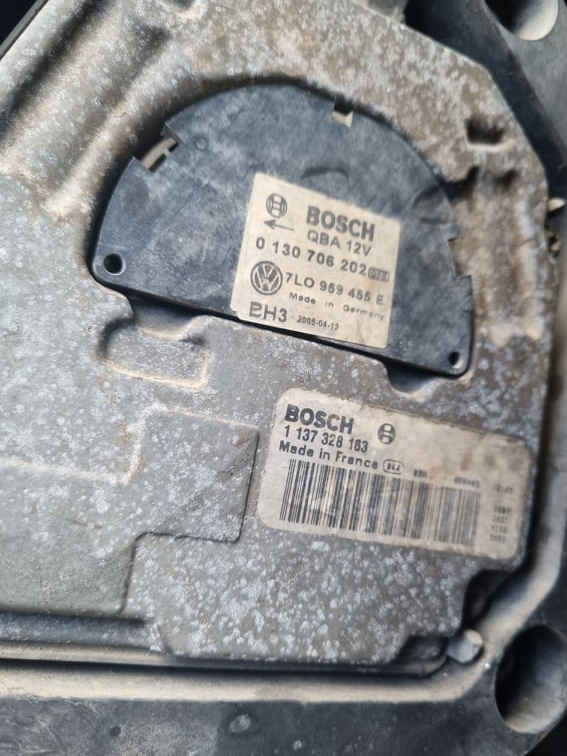 BOSCH
QBA 12V
0 130 706 202
7L0 959 455 E
Made in Germany
BH3 2005-04-13
BOSCH
1 137 328 163
Made in France